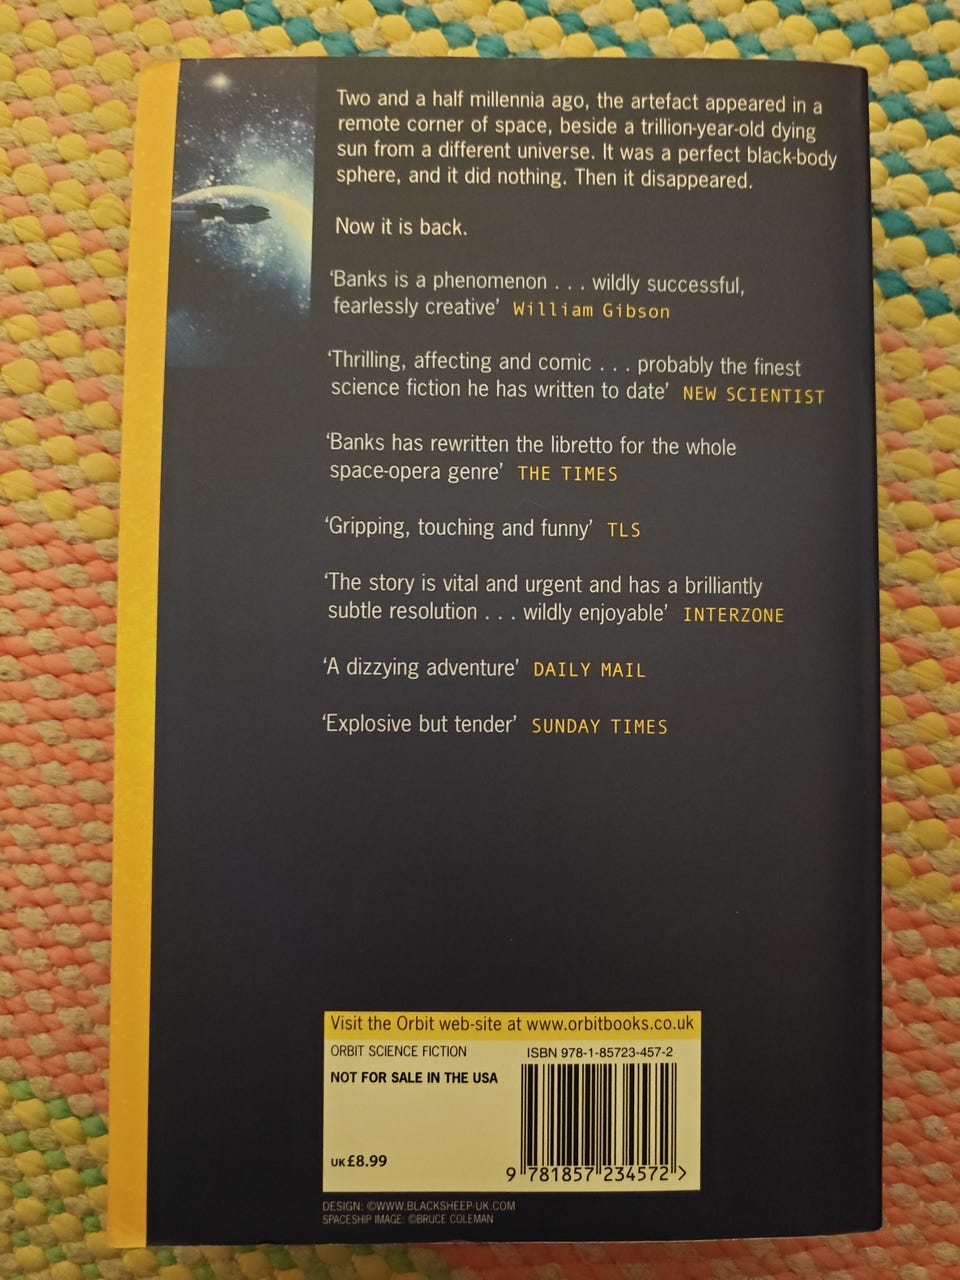 Two and a half millennia ago, the artefact appeared in a
remote corner of space, beside a trillion-year-old dying
sun from a different universe. It was a perfect black-body
sphere, and it did nothing. Then it disappeared.
Now it is back.
‘Banks is a phenomenon . . . wildly successful,
fearlessly creative’ William Gibson
‘Thrilling, affecting and comic . . . probably the finest
science fiction he has written to date’ NEW SCIENTIST
‘Banks has rewritten the libretto for the whole
space-opera genre’ THE TIMES
‘Gripping, touching and funny’ TLS
‘The story is vital and urgent and has a brilliantly
subtle resolution . . . wildly enjoyable’ INTERZONE
‘A dizzying adventure’ DAILY MAIL
‘Explosive but tender’ SUNDAY TIMES
Visit the Orbit web-site at www.orbitbooks.co.uk
ORBIT SCIENCE FICTION
ISBN 978-1-85723-457-2
NOT FOR SALE IN THE USA
UK £8.99
9 781857 234572 >
DESIGN: ©WWW.BLACKSHEEP-UK.COM
SPACESHIP IMAGE: ©BRUCE COLEMAN